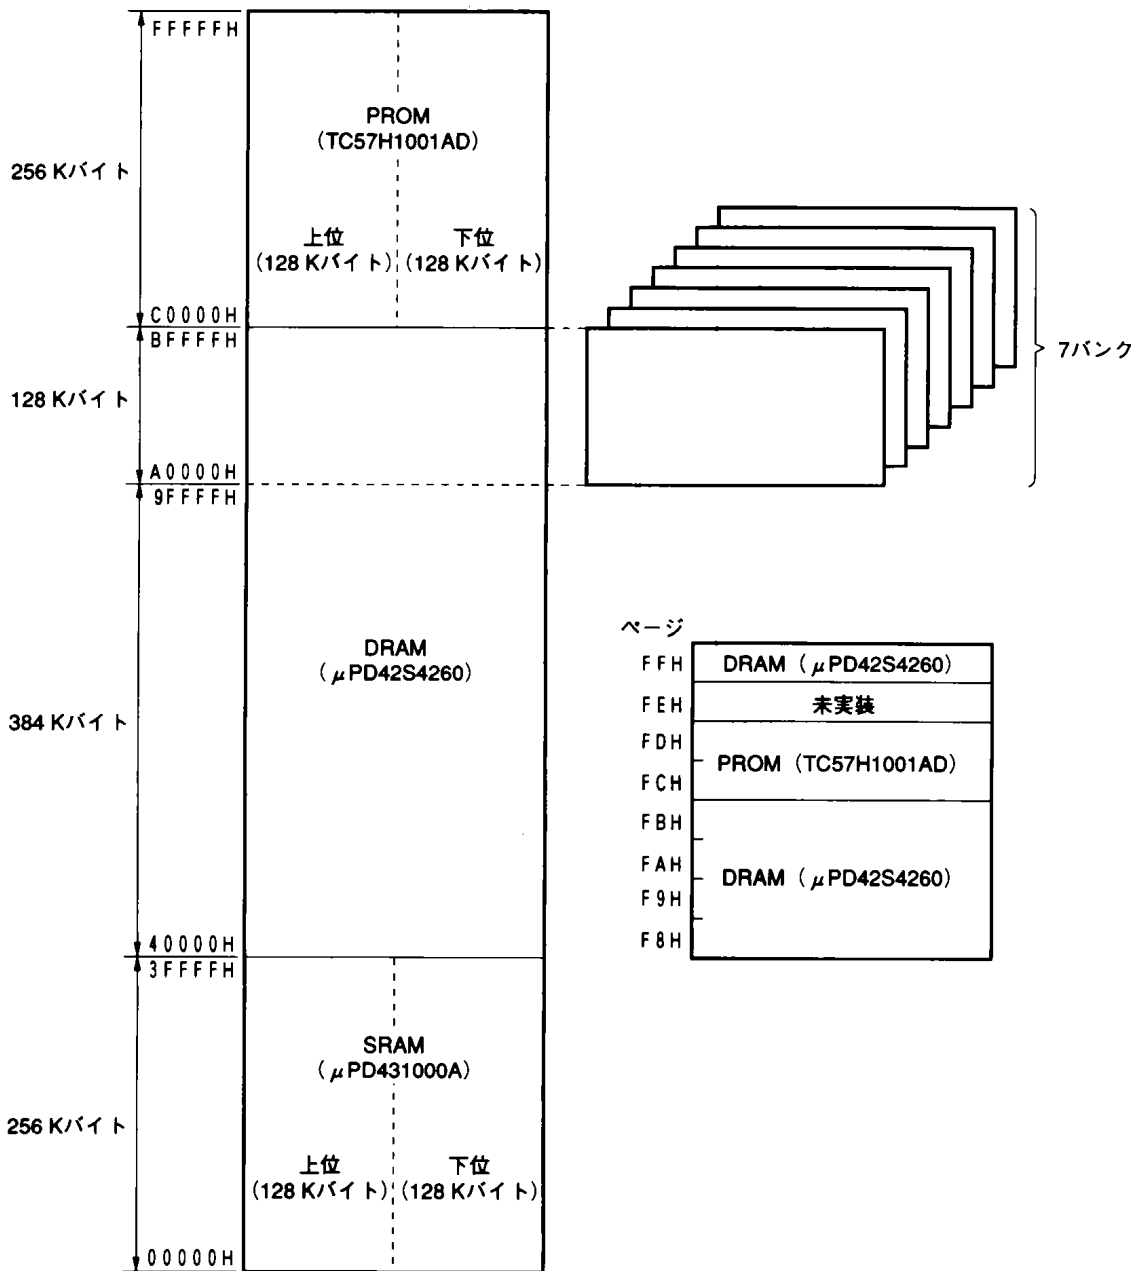 FFFFFH
PROM
(TC57H1001AD)
256 Kバイト
上位
(128 Kバイト)
下位
(128 Kバイト)
C0000H
BFFFFH
128 Kバイト
A0000H
7バンク
9FFFFH
DRAM
(μPD42S4260)
384 Kバイト
40000H
ページ
FFH
DRAM (μPD42S4260)
FEH
未実装
FDH
PROM (TC57H1001AD)
FCH
FBH
FAH
DRAM (μPD42S4260)
F9H
F8H
3FFFFH
SRAM
(μPD431000A)
256 Kバイト
上位
(128 Kバイト)
下位
(128 Kバイト)
00000H